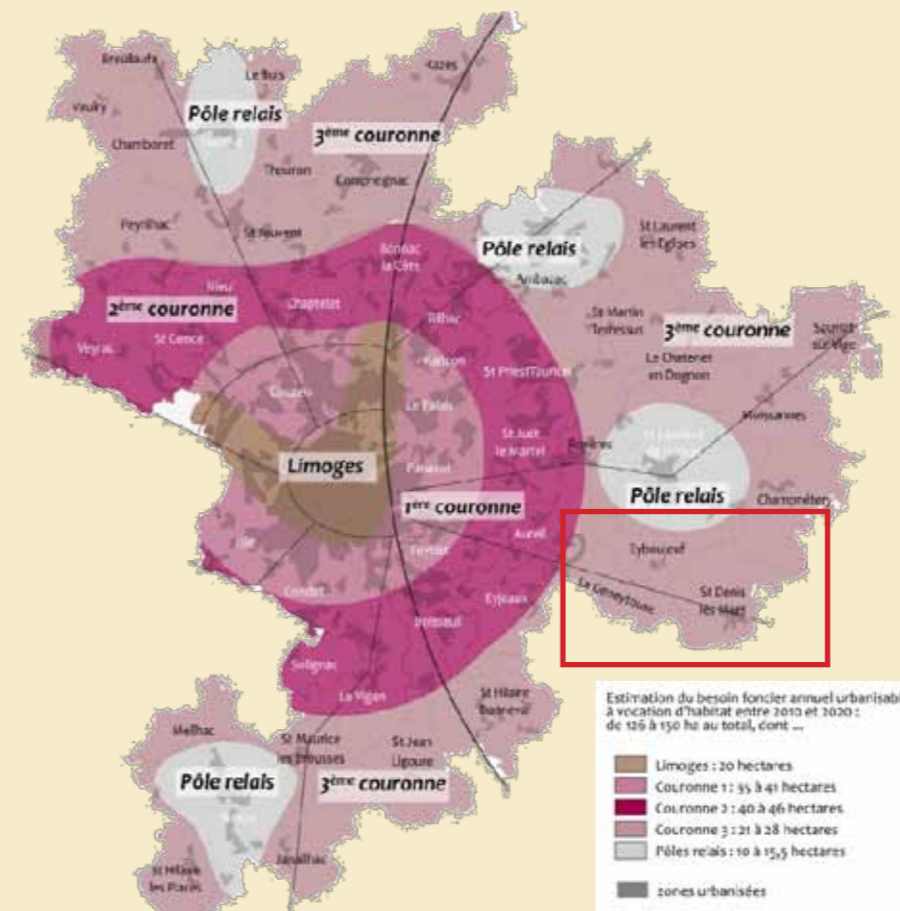 Breuilaufa
Le Buis
Razes
Vaulry
Pôle relais
3ème couronne
Chamboret
Thouron
Compreignac
Peyrilhac
St Jouvent
St Laurent
les Eglises
Pôle relais
Bonnac
la Côte
Ambazac
Nieul
2ème couronne
Chaptelat
Rilhac
St Martin
Terressus
3ème couronne
Sauviat
sur Vige
Veyrac
St Gence
Le Chatenet
en Dognon
St Priest Taurion
Couzeix
Le Palais
Moissannes
St Just
le Martel
Royères
Limoges
Panazol
Pôle relais
1ère couronne
Champnétery
Aureil
Feytiat
Eybouleuf
Isle
Condat
La Geneytouse
St Denis
les Murs
Eyjeaux
Boisseuil
Solignac
Le Vigen
St Hilaire
Bonneval
Meilhac
St Maurice
les Brousses
St Jean
Ligoure
Pôle relais
3ème couronne
Janailhac
St Hilaire
les Places
Estimation du besoin foncier annuel urbanisable
à vocation d'habitat entre 2010 et 2020 :
de 126 à 150 ha au total, dont ...
Limoges : 20 hectares
Couronne 1 : 35 à 41 hectares
Couronne 2 : 40 à 46 hectares
Couronne 3 : 21 à 28 hectares
Pôles relais : 10 à 15,5 hectares
zones urbanisées